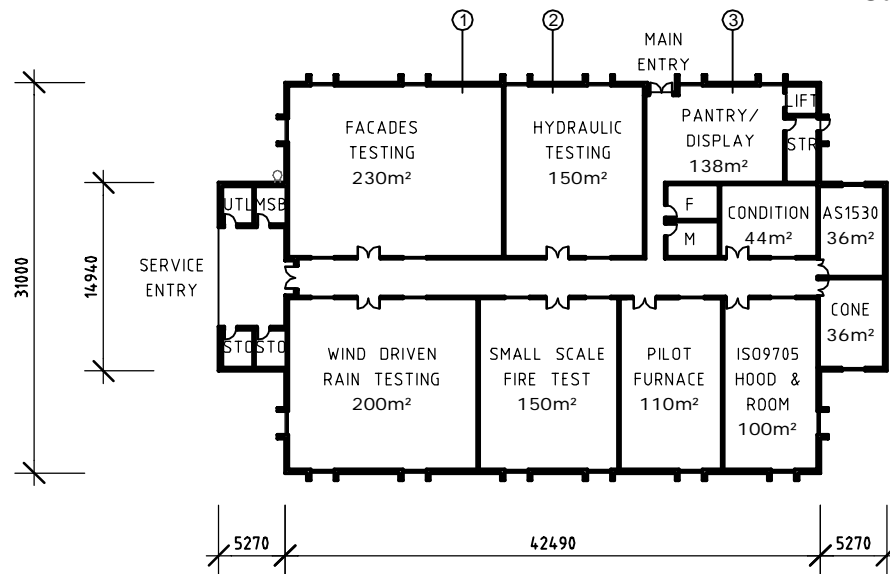 1
2
3
MAIN
ENTRY
FACADES
TESTING
230m²
HYDRAULIC
TESTING
150m²
PANTRY/
DISPLAY
138m²
LIFT
STR
UTL
MSB
F
M
CONDITION
44m²
AS1530
36m²
SERVICE
ENTRY
31000
14940
CONE
36m²
STO
STO
WIND DRIVEN
RAIN TESTING
200m²
SMALL SCALE
FIRE TEST
150m²
PILOT
FURNACE
110m²
ISO9705
HOOD &
ROOM
100m²
5270
42490
5270